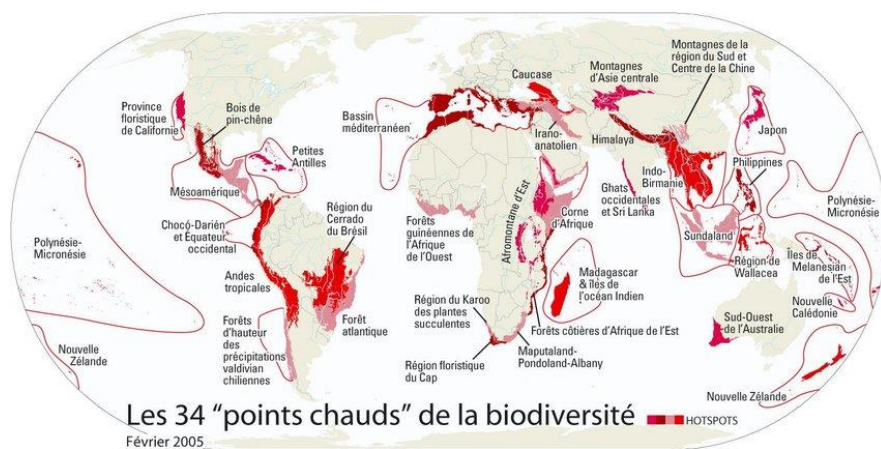 Montagnes de la
région du Sud et
Centre de la Chine
Montagnes
d'Asie centrale
Caucase
Province
floristique
de Californie
Bois de
pin-chêne
Bassin
méditerranéen
Irano-
anatolien
Himalaya
Japon
Petites
Antilles
Mésoamérique
Indo-
Birmanie
Philippines
Ghats
occidentales
et Sri Lanka
Polynésie-
Micronésie
Chocó-Darién
et Équateur
occidental
Région du
Cerrado
du Brésil
Forêts
guinéennes de
l'Afrique de
l'Ouest
Afromontane d'Est
Corne
d'Afrique
Sundaland
Région de
Wallacea
Îles de
Melanesian
de l'Est
Polynésie-
Micronésie
Andes
tropicales
Madagascar
& îles de
l'océan Indien
Nouvelle
Calédonie
Région du Karoo
des plantes
succulentes
Forêts côtières d'Afrique de l'Est
Sud-Ouest
de l'Australie
Forêts
d'hauteur
des
précipitations
valdivian
chiliennes
Forêt
atlantique
Nouvelle
Zélande
Région floristique
du Cap
Maputaland-
Pondoland-Albany
Nouvelle Zélande
Les 34 “points chauds” de la biodiversité
HOTSPOTS
Février 2005